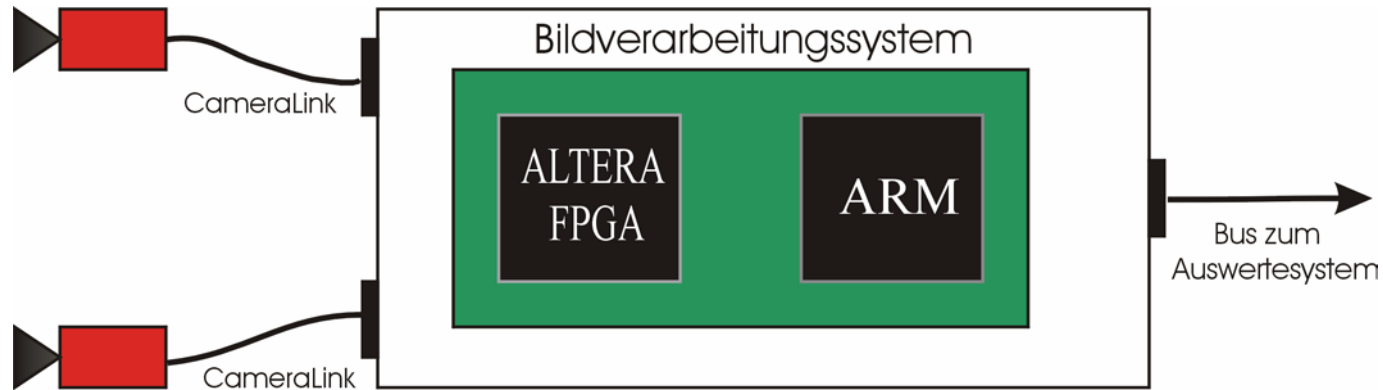 Bildverarbeitungssystem
CameraLink
ALTERA
FPGA
ARM
Bus zum
Auswertesystem
CameraLink